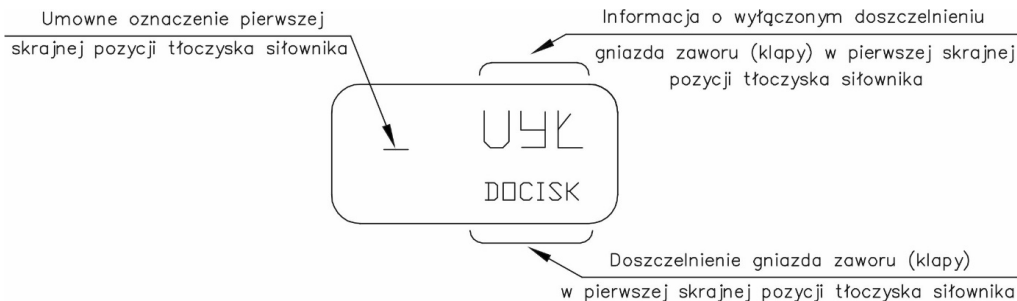 Umowne oznaczenie pierwszej
skrajnej pozycji tłoczyska siłownika
Informacja o wyłączonym doszczelnieniu
gniazda zaworu (klapy) w pierwszej skrajnej
pozycji tłoczyska siłownika
– WYŁ
DOCISK
Doszczelnienie gniazda zaworu (klapy)
w pierwszej skrajnej pozycji tłoczyska siłownika